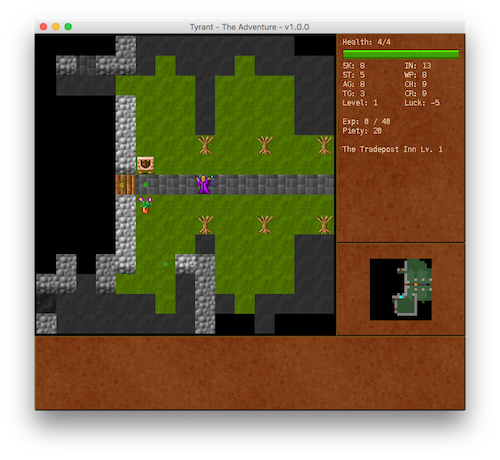 Tyrant - The Adventure - v1.0.0
Health: 4/4
SK: 8 IN: 13
ST: 5 WP: 8
AG: 8 CH: 9
TG: 3 CR: 9
Level: 1 Luck: -5
Exp: 0 / 40
Piety: 20
The Tradepost Inn Lv. 1